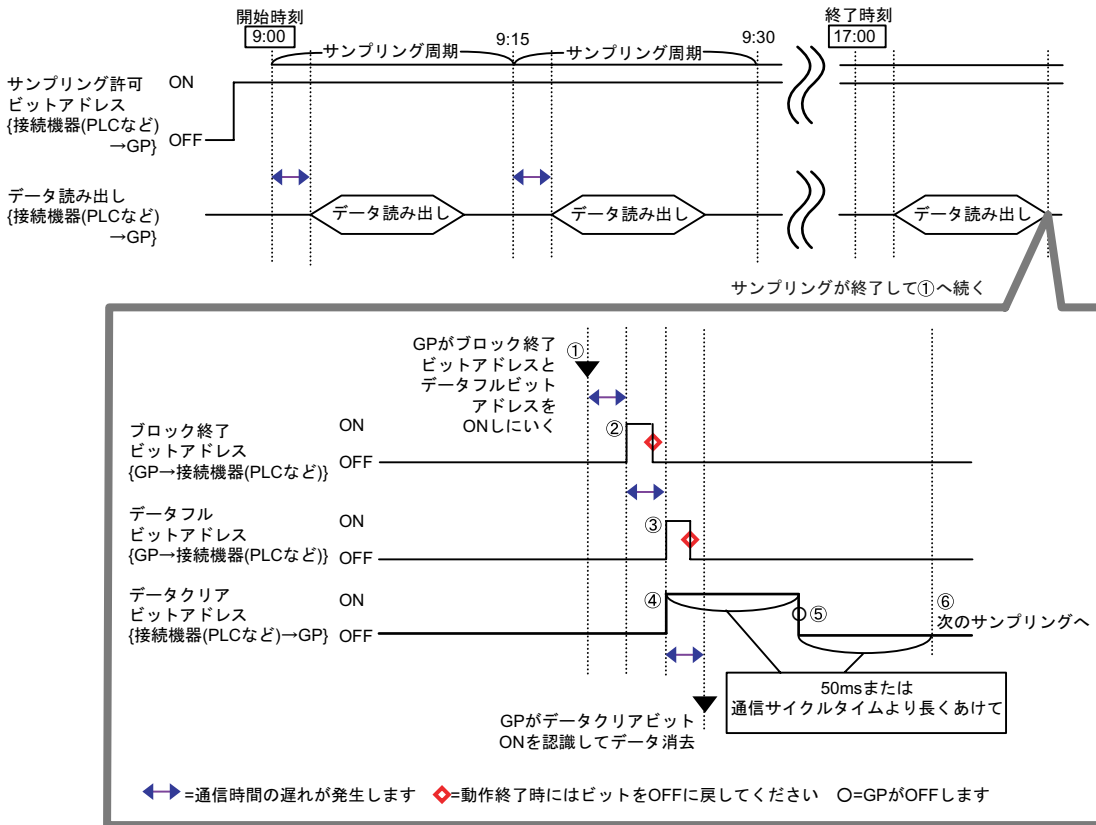 開始時刻
9:00
サンプリング周期
9:15
サンプリング周期
9:30
終了時刻
17:00
サンプリング許可
ビットアドレス
{接続機器(PLCなど)
→GP}
ON
OFF
データ読み出し
{接続機器(PLCなど)
→GP}
データ読み出し
データ読み出し
データ読み出し
サンプリングが終了して①へ続く
GPがブロック終了
ビットアドレスと
データフルビット
アドレスを
ONしにいく
①
ブロック終了
ビットアドレス
{GP→接続機器(PLCなど)}
ON
OFF
②
データフル
ビットアドレス
{GP→接続機器(PLCなど)}
ON
OFF
③
データクリア
ビットアドレス
{接続機器(PLCなど)→GP}
ON
OFF
④
⑤
⑥
次のサンプリングへ
50msまたは
通信サイクルタイムより長くあけて
GPがデータクリアビット
ONを認識してデータ消去
=通信時間の遅れが発生します
=動作終了時にはビットをOFFに戻してください
=GPがOFFします